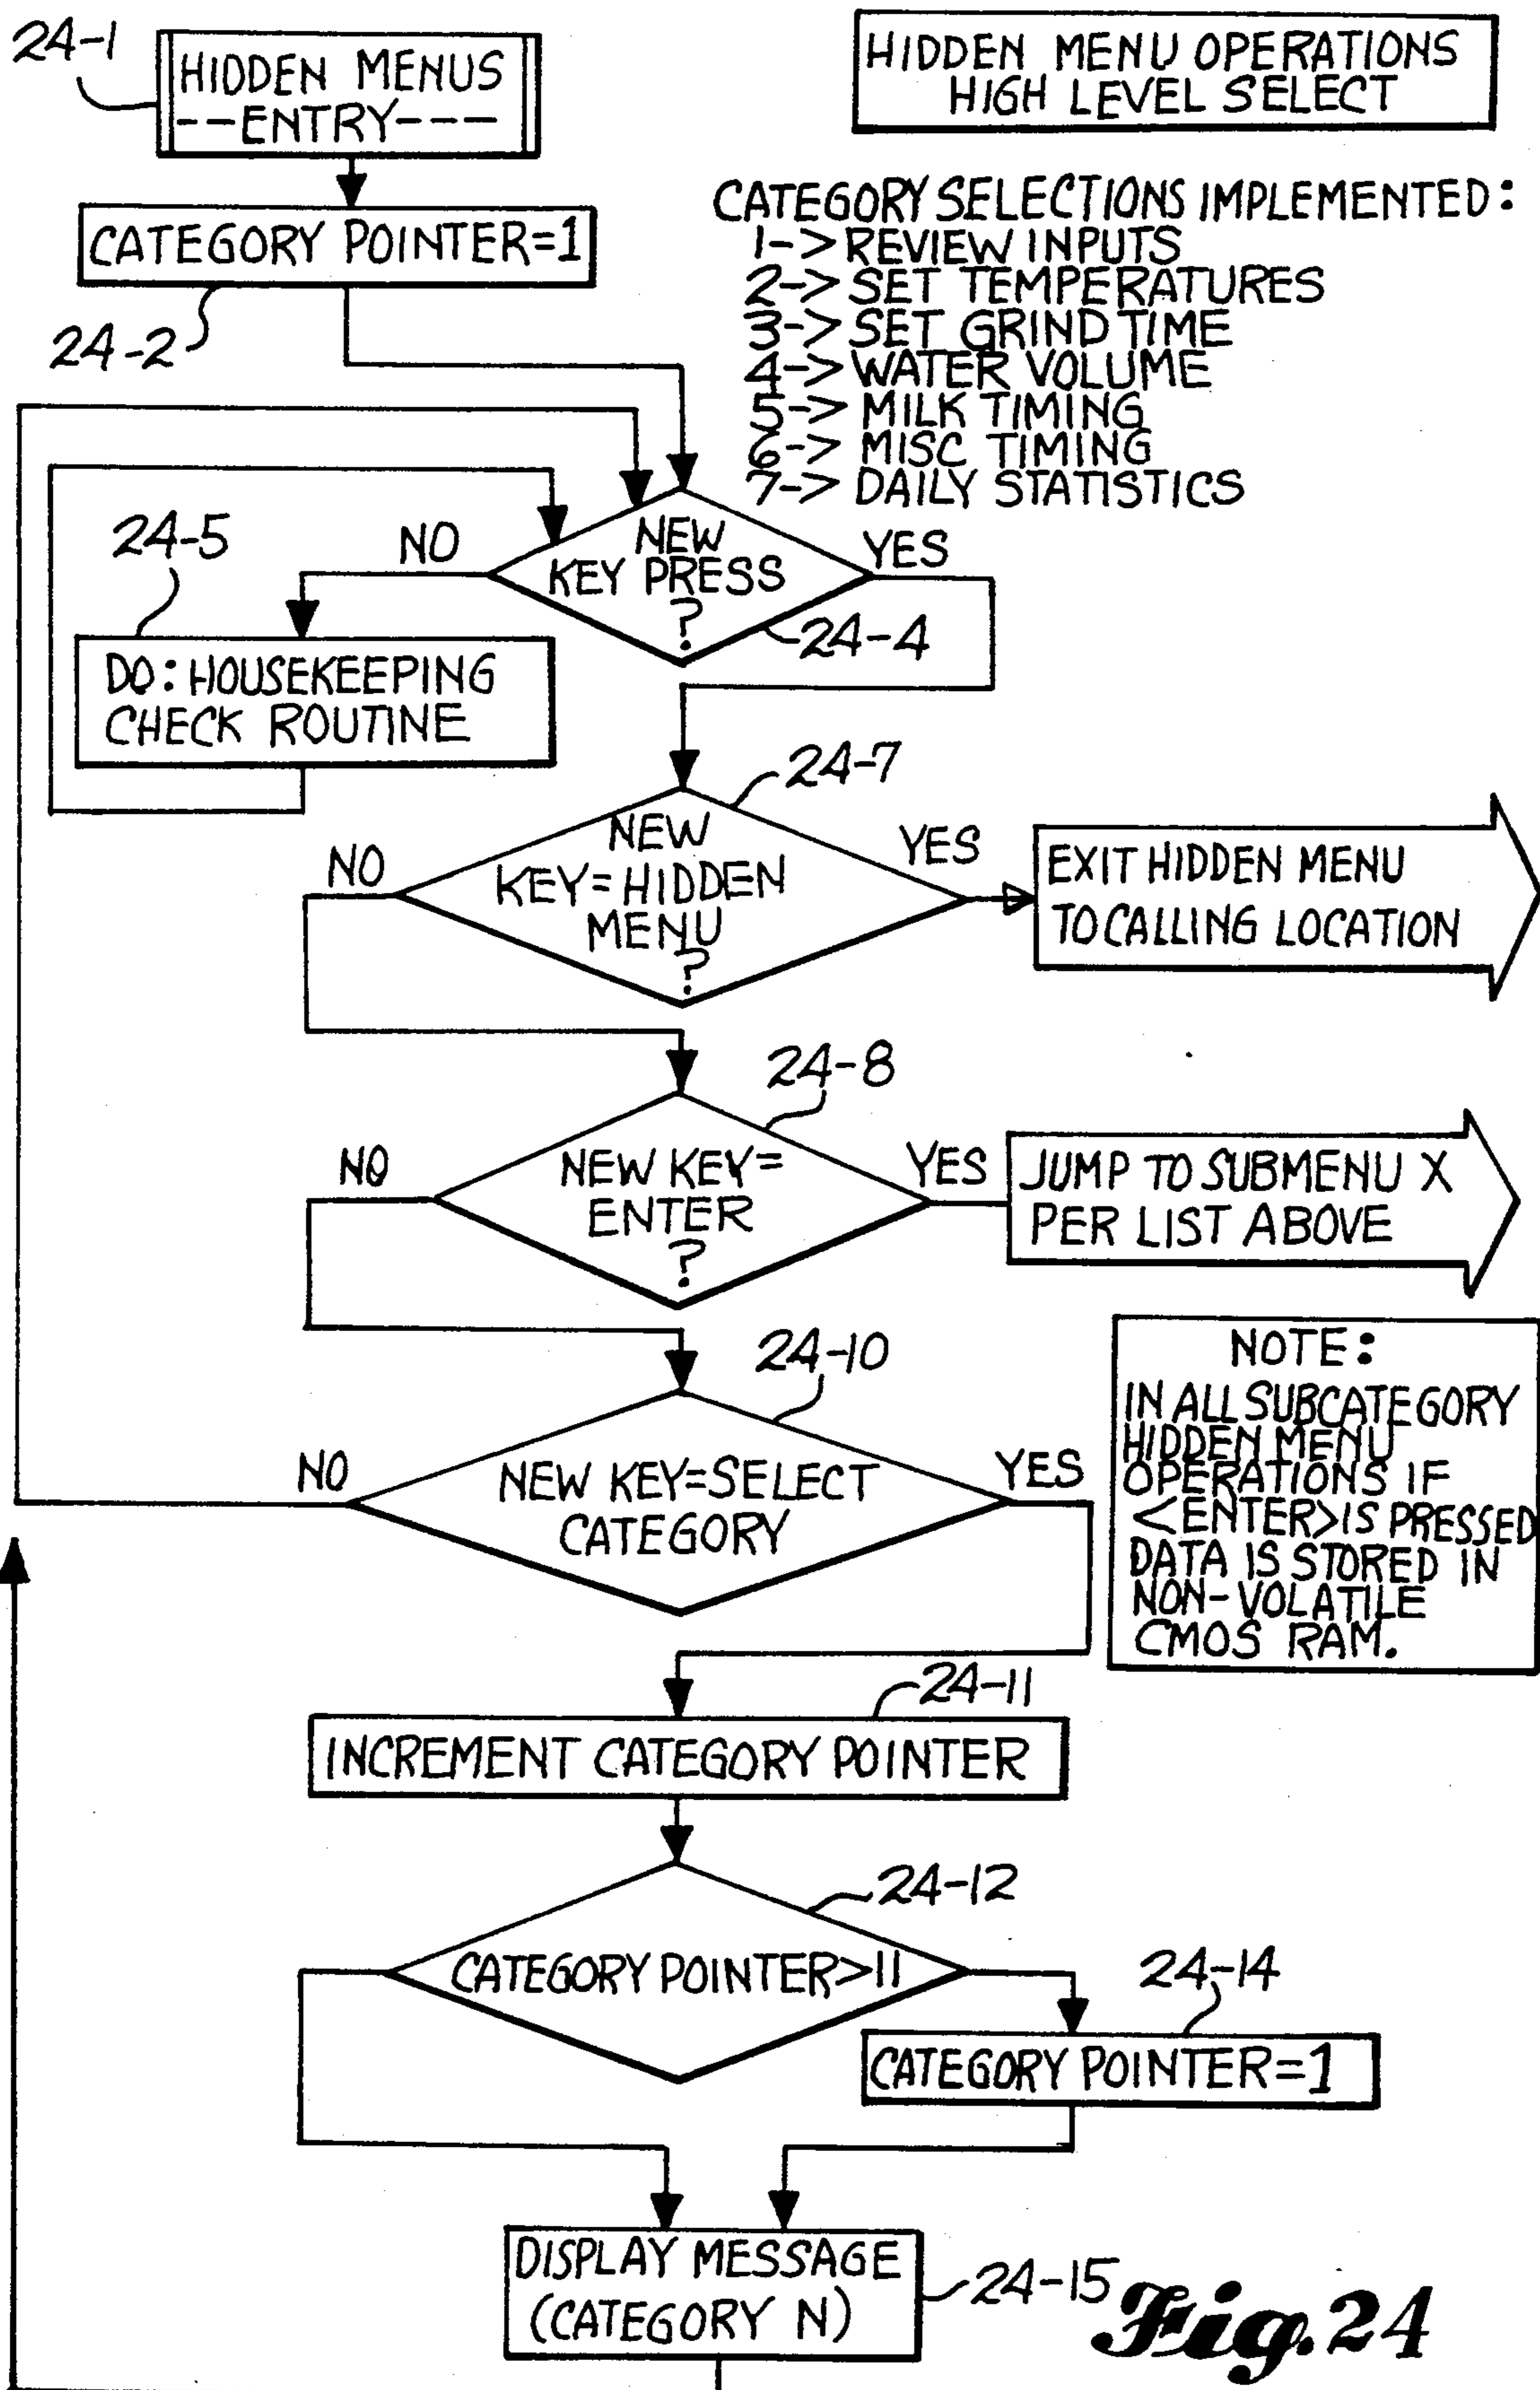 24-1
HIDDEN MENUS
--ENTRY---
HIDDEN MENU OPERATIONS
HIGH LEVEL SELECT
CATEGORY POINTER=1
24-2
CATEGORY SELECTIONS IMPLEMENTED:
1-> REVIEW INPUTS
2-> SET TEMPERATURES
3-> SET GRIND TIME
4-> WATER VOLUME
5-> MILK TIMING
6-> MISC TIMING
7-> DAILY STATISTICS
24-5
NO
NEW
KEY PRESS
?
YES
24-4
DO: HOUSEKEEPING
CHECK ROUTINE
24-7
NO
NEW
KEY=HIDDEN
MENU
?
YES
EXIT HIDDEN MENU
TO CALLING LOCATION
24-8
NO
NEW KEY=
ENTER
?
YES
JUMP TO SUBMENU X
PER LIST ABOVE
24-10
NO
NEW KEY=SELECT
CATEGORY
YES
NOTE:
IN ALL SUBCATEGORY
HIDDEN MENU
OPERATIONS IF
<ENTER> IS PRESSED
DATA IS STORED IN
NON-VOLATILE
CMOS RAM.
24-11
INCREMENT CATEGORY POINTER
24-12
CATEGORY POINTER>11
24-14
CATEGORY POINTER=1
DISPLAY MESSAGE
(CATEGORY N)
24-15
Fig. 24